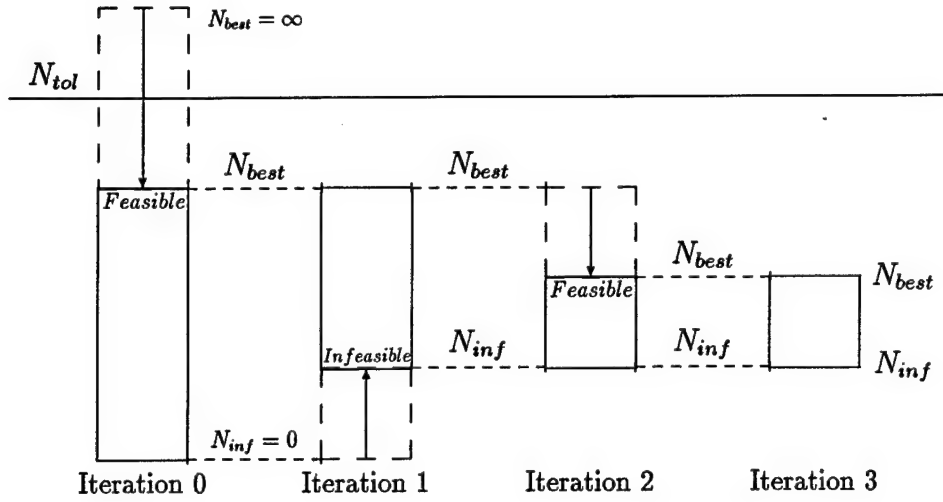 N_best = ∞
N_tol
N_best
N_best
Feasible
N_best
N_best
Feasible
N_inf
N_inf
Infeasible
N_inf
N_inf = 0
Iteration 0
Iteration 1
Iteration 2
Iteration 3